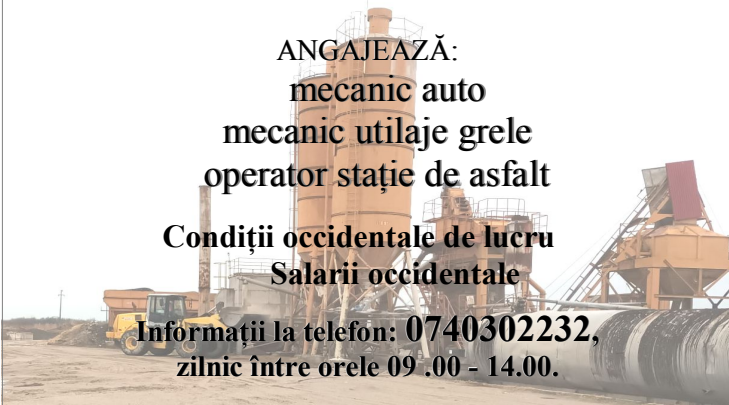 ANGAJEAZĂ:
mecanic auto
mecanic utilaje grele
operator stație de asfalt
Condiții occidentale de lucru
Salarii occidentale
Informații la telefon: 0740302232,
zilnic între orele 09 .00 - 14.00.